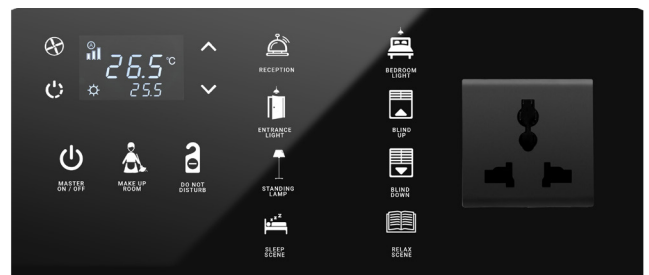 26.5°C
25.5
MASTER
ON / OFF
MAKE UP
ROOM
DO NOT
DISTURB
RECEPTION
ENTRANCE
LIGHT
STANDING
LAMP
SLEEP
SCENE
BEDROOM
LIGHT
BLIND
UP
BLIND
DOWN
RELAX
SCENE